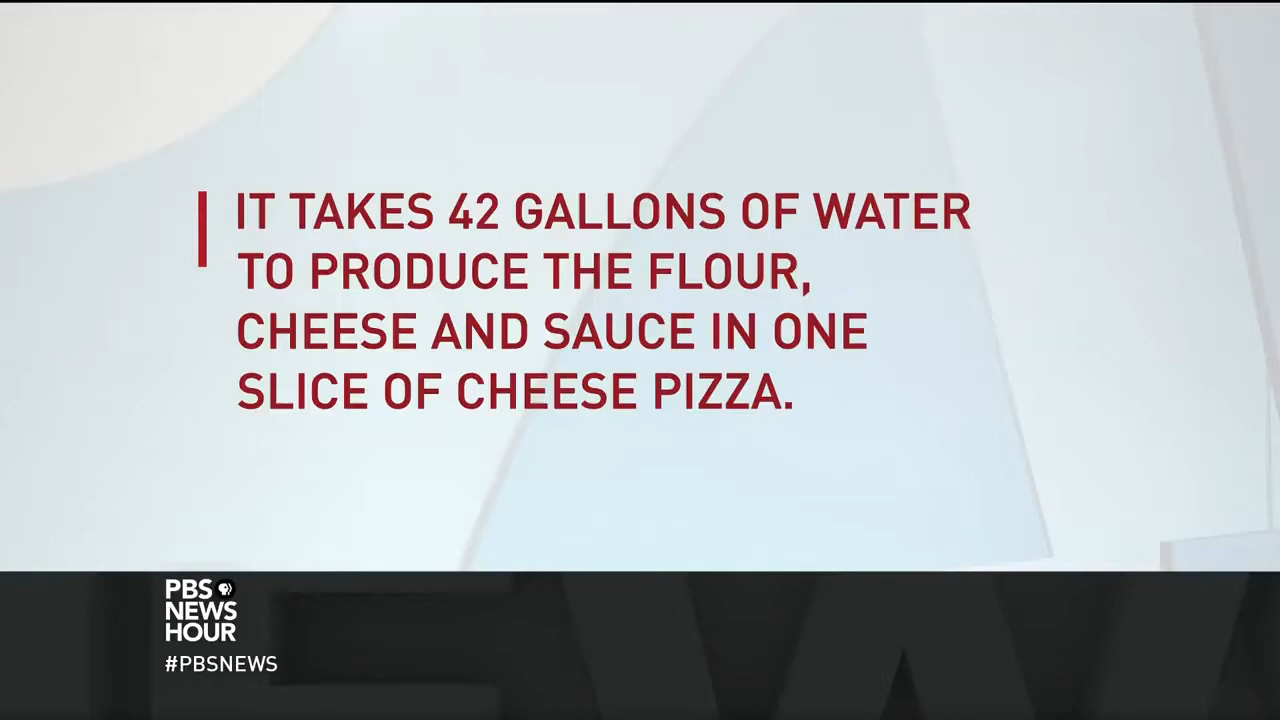 IT TAKES 42 GALLONS OF WATER
TO PRODUCE THE FLOUR,
CHEESE AND SAUCE IN ONE
SLICE OF CHEESE PIZZA.
PBS
NEWS
HOUR
#PBSNEWS